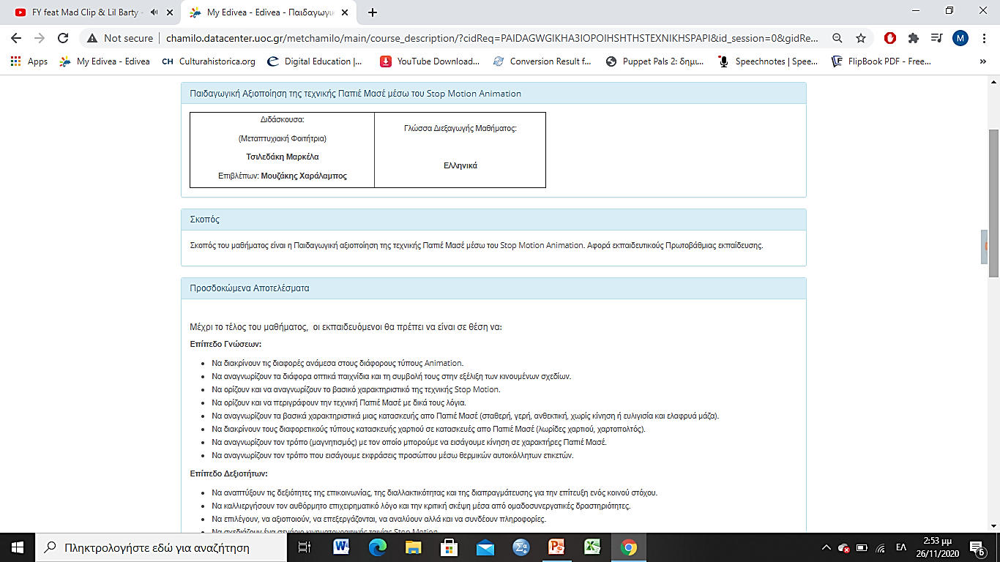 FY feat Mad Clip & Lil Barty -
My Edivea - Edivea - Παιδαγωγικ
Not secure
chamilo.datacenter.uoc.gr/metchamilo/main/course_description/?cidReq=PAIDAGWGIKHA3IOPOIHSHTHSTEXNIKHSPAPI&id_session=0&gidRe...
M
Apps
My Edivea - Edivea
CH Culturahistorica.org
Digital Education |...
YouTube Download...
Conversion Result f...
Puppet Pals 2: δημι...
Speechnotes | Spee...
FlipBook PDF - Free...
»
Παιδαγωγική Αξιοποίηση της τεχνικής Παπιέ Μασέ μέσω του Stop Motion Animation
Διδάσκουσα:
(Μεταπτυχιακή Φοιτήτρια)
Τσιλεδάκη Μαρκέλα
Επιβλέπων: Μουζάκης Χαράλαμπος
Γλώσσα Διεξαγωγής Μαθήματος:
Ελληνικά
Σκοπός
Σκοπός του μαθήματος είναι η Παιδαγωγική αξιοποίηση της τεχνικής Παπιέ Μασέ μέσω του Stop Motion Animation. Αφορά εκπαιδευτικούς Πρωτοβάθμιας εκπαίδευσης.
Προσδοκώμενα Αποτελέσματα
Μέχρι το τέλος του μαθήματος, οι εκπαιδευόμενοι θα πρέπει να είναι σε θέση να:
Επίπεδο Γνώσεων:
• Να διακρίνουν τις διαφορές ανάμεσα στους διάφορους τύπους Animation.
• Να αναγνωρίζουν τα διάφορα οπτικά παιχνίδια και τη συμβολή τους στην εξέλιξη των κινουμένων σχεδίων.
• Να ορίζουν και να αναγνωρίζουν το βασικό χαρακτηριστικό της τεχνικής Stop Motion.
• Να ορίζουν και να περιγράφουν την τεχνική Παπιέ Μασέ με δικά τους λόγια.
• Να αναγνωρίζουν τα βασικά χαρακτηριστικά μιας κατασκευής απο Παπιέ Μασέ (σταθερή, γερή, ανθεκτική, χωρίς κίνηση ή ευλιγισία και ελαφρυά μάζα).
• Να διακρίνουν τους διαφορετικούς τύπους κατασκευής χαρτιού σε κατασκευές απο Παπιέ Μασέ (λωρίδες χαρτιού, χαρτοπολτός).
• Να αναγνωρίζουν τον τρόπο (μαγνητισμός) με τον οποίο μπορούμε να εισάγουμε κίνηση σε χαρακτήρες Παπιέ Μασέ.
• Να αναγνωρίζουν τον τρόπο που εισάγουμε εκφράσεις προσώπου μέσω θερμικών αυτοκόλλητων ετικετών.
Επίπεδο Δεξιοτήτων:
• Να αναπτύξουν τις δεξιότητες της επικοινωνίας, της διαλλακτικότητας και της διαπραγμάτευσης για την επίτευξη ενός κοινού στόχου.
• Να καλλιεργήσουν τον αυθόρμητο επιχειρηματικό λόγο και την κριτική σκέψη μέσα από ομαδοσυνεργατικές δραστηριότητες.
• Να επιλέγουν, να αξιοποιούν, να επεξεργάζονται, να αναλύουν αλλά και να συνδέουν πληροφορίες.
• Να σχεδιάζουν ένα σενάριο κινηματογραφικής ταινίας Stop Motion
Πληκτρολογήστε εδώ για αναζήτηση
ΕΛ
2:53 μμ
26/11/2020
6